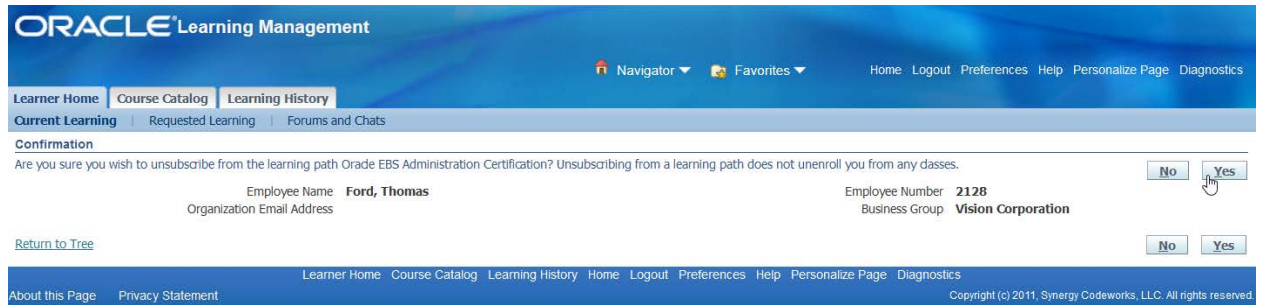 ORACLE® Learning Management
Navigator Favorites Home Logout Preferences Help Personalize Page Diagnostics
Learner Home Course Catalog Learning History
Current Learning | Requested Learning | Forums and Chats
Confirmation
Are you sure you wish to unsubscribe from the learning path Oracle EBS Administration Certification? Unsubscribing from a learning path does not unenroll you from any classes.
No Yes
Employee Name Ford, Thomas Employee Number 2128
Organization Email Address Business Group Vision Corporation
Return to Tree No Yes
Learner Home Course Catalog Learning History Home Logout Preferences Help Personalize Page Diagnostics
About this Page Privacy Statement Copyright (c) 2011, Synergy Codeworks, LLC. All rights reserved.